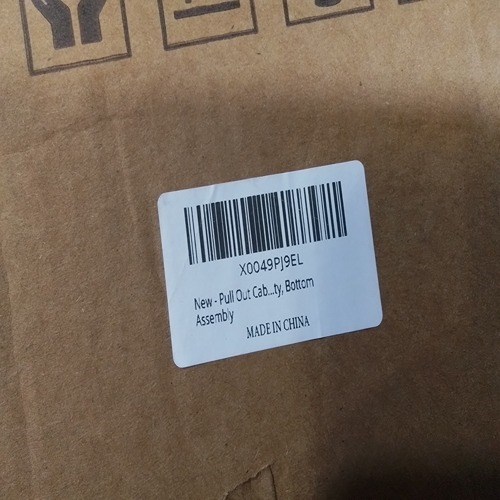 X0049PJ9EL
New - Pull Out Cab...ty, Bottom
Assembly
MADE IN CHINA